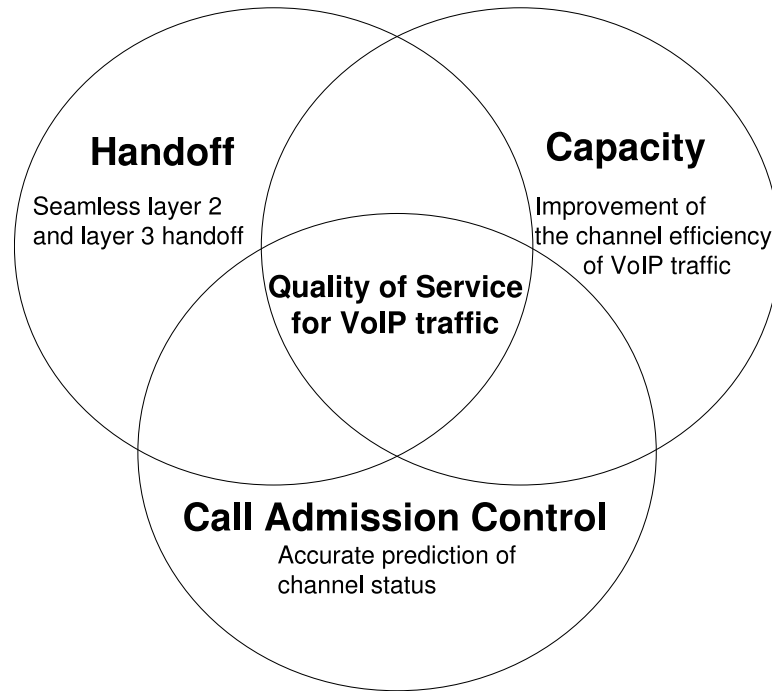 Handoff
Seamless layer 2
and layer 3 handoff
Capacity
Improvement of
the channel efficiency
of VoIP traffic
Quality of Service
for VoIP traffic
Call Admission Control
Accurate prediction of
channel status